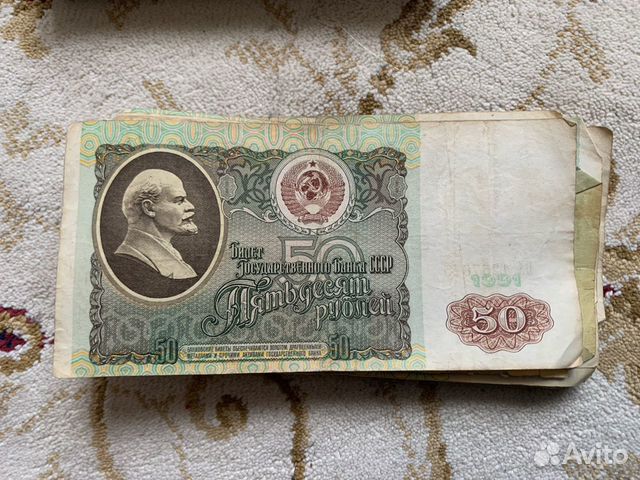 50
Билет
Государственного Банка СССР
Пятьдесят
рублей
1991
50
50 50
Avito